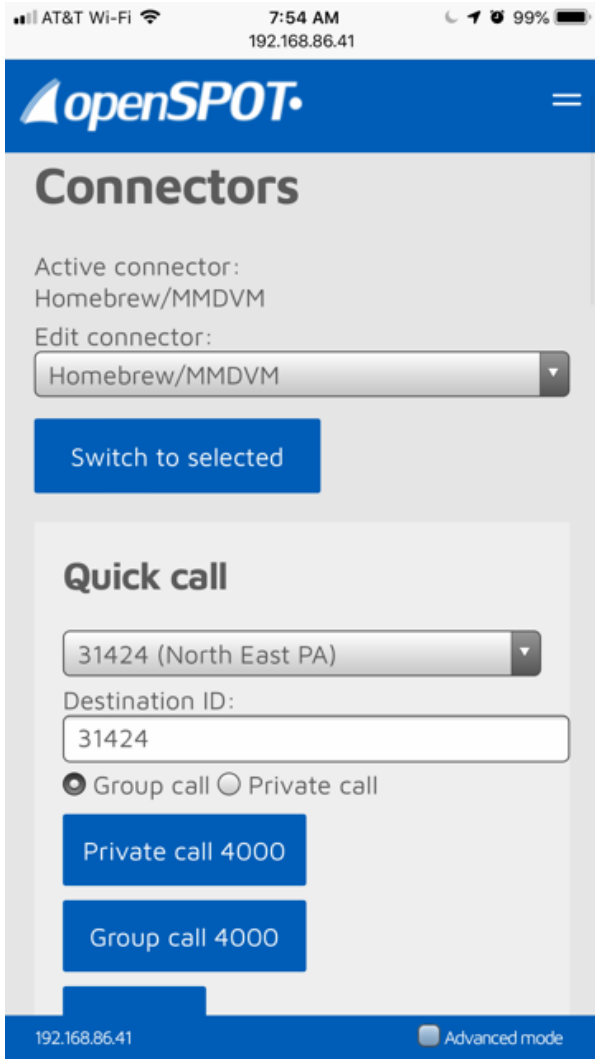 AT&T Wi-Fi 7:54 AM 99%
192.168.86.41
openSPOT
Connectors
Active connector:
Homebrew/MMDVM
Edit connector:
Homebrew/MMDVM
Switch to selected
Quick call
31424 (North East PA)
Destination ID:
31424
Group call Private call
Private call 4000
Group call 4000
192.168.86.41 Advanced mode